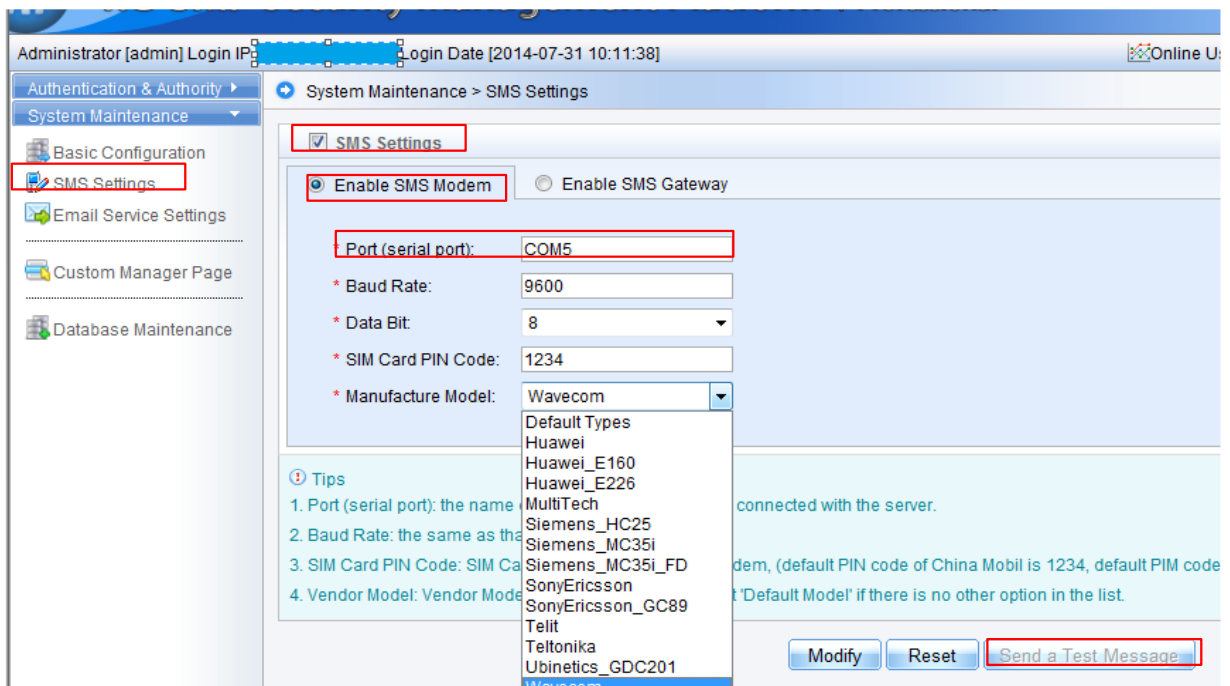 Administrator [admin] Login IP Login Date [2014-07-31 10:11:38] Online
Authentication & Authority
System Maintenance > SMS Settings
System Maintenance
SMS Settings
Basic Configuration
SMS Settings
Enable SMS Modem Enable SMS Gateway
Email Service Settings
* Port (serial port): COM5
Custom Manager Page
* Baud Rate: 9600
* Data Bit: 8
Database Maintenance
* SIM Card PIN Code: 1234
* Manufacture Model: Wavecom
Default Types
Huawei
Huawei_E160
Huawei_E226
MultiTech
Siemens_HC25
Siemens_MC35i
Siemens_MC35i_FD
SonyEricsson
SonyEricsson_GC89
Telit
Teltonika
Ubinetics_GDC201
Wavecom
Tips
1. Port (serial port): the name connected with the server.
2. Baud Rate: the same as
3. SIM Card PIN Code: SIM (default PIN code of China Mobil is 1234, default PIM code
4. Vendor Model: Vendor 'Default Model' if there is no other option in the list.
Modify Reset Send a Test Message